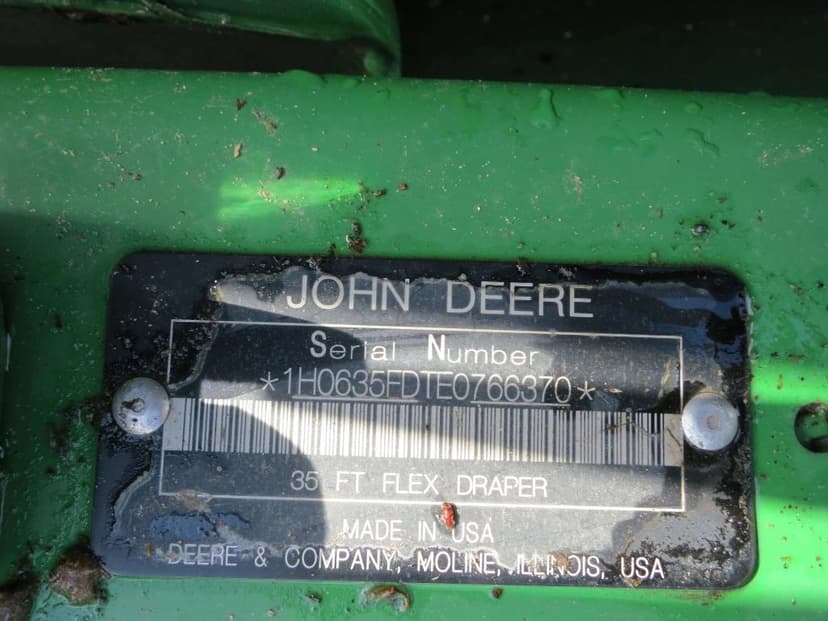 JOHN DEERE
Serial Number
*1H0635FDTE0766370*
35 FT FLEX DRAPER
MADE IN USA
DEERE & COMPANY, MOLINE, ILLINOIS, USA